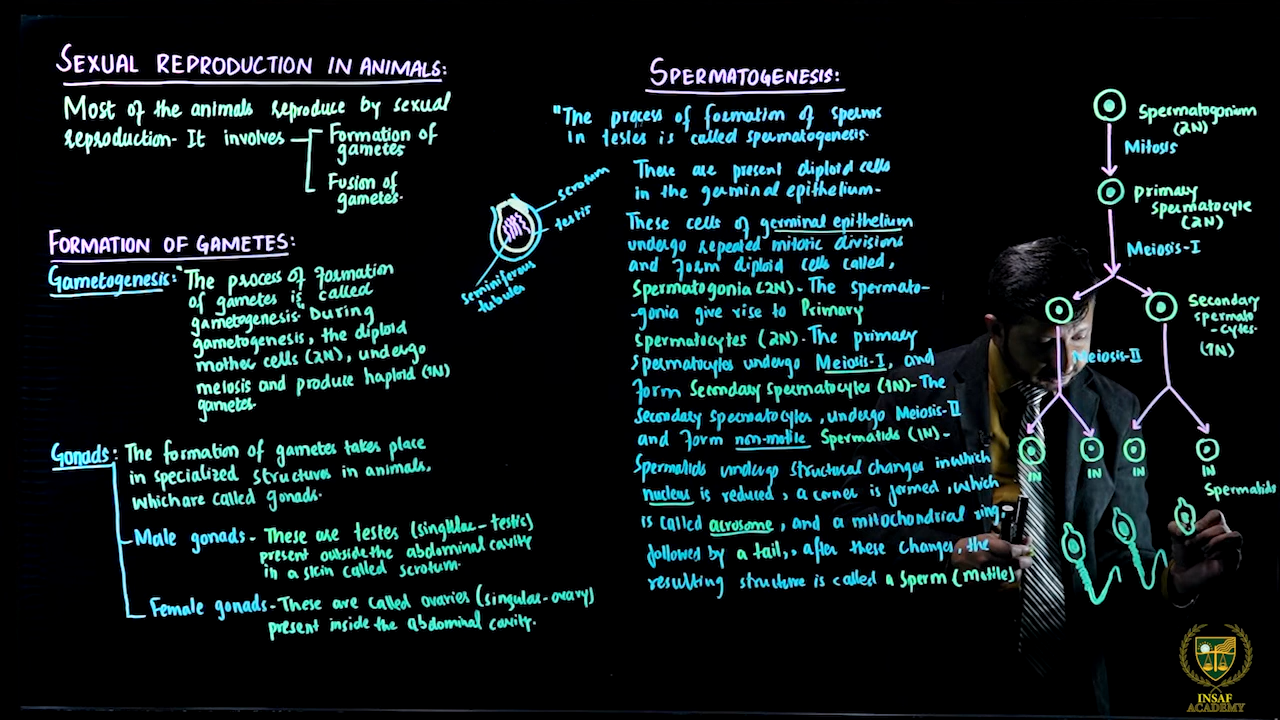 SEXUAL REPRODUCTION IN ANIMALS:
Most of the animals reproduce by sexual
reproduction- It involves
Formation of
gametes
Fusion of
gametes.
FORMATION OF GAMETES:
Gametogenesis: "The process of formation
of gametes is called
gametogenesis." During
gametogenesis, the diploid
mother cells (2N), undergo
meiosis and produce haploid (1N)
gametes.
Gonads: The formation of gametes takes place
in specialized structures in animals,
which are called gonads.
Male gonads - These are testes (singular - testis)
present outside the abdominal cavity
in a skin called scrotum.
Female gonads - These are called ovaries (singular-ovary)
present inside the abdominal cavity.
scrotum
testis
seminiferous
tubules
SPERMATOGENESIS:
"The process of formation of sperms
in testes is called spermatogenesis.
There are present diploid cells
in the germinal epithelium-
These cells of germinal epithelium
undergo repeated mitotic divisions
and form diploid cells called,
Spermatogonia (2N)- The spermato-
-gonia give rise to Primary
spermatocytes (2N)- The primary
spermatocytes undergo Meiosis-I, and
form Secondary spermatocytes (1N)- The
Secondary spermatocytes, undergo Meiosis-II
and form non-motile Spermatids (1N)-
Spermatids undergo structural changes in which
nucleus is reduced, a corner is formed, which
is called acrosome, and a mitochondrial ring,
followed by a tail,, after these changes, the
resulting structure is called a Sperm (Motile)
Spermatogonium
(2N)
Mitosis
primary
spermatocyte
(2N)
Meiosis-I
Secondary
spermato
-cytes.
(1N)
Meiosis-II
1N 1N 1N 1N
Spermatids
INSAF
ACADEMY